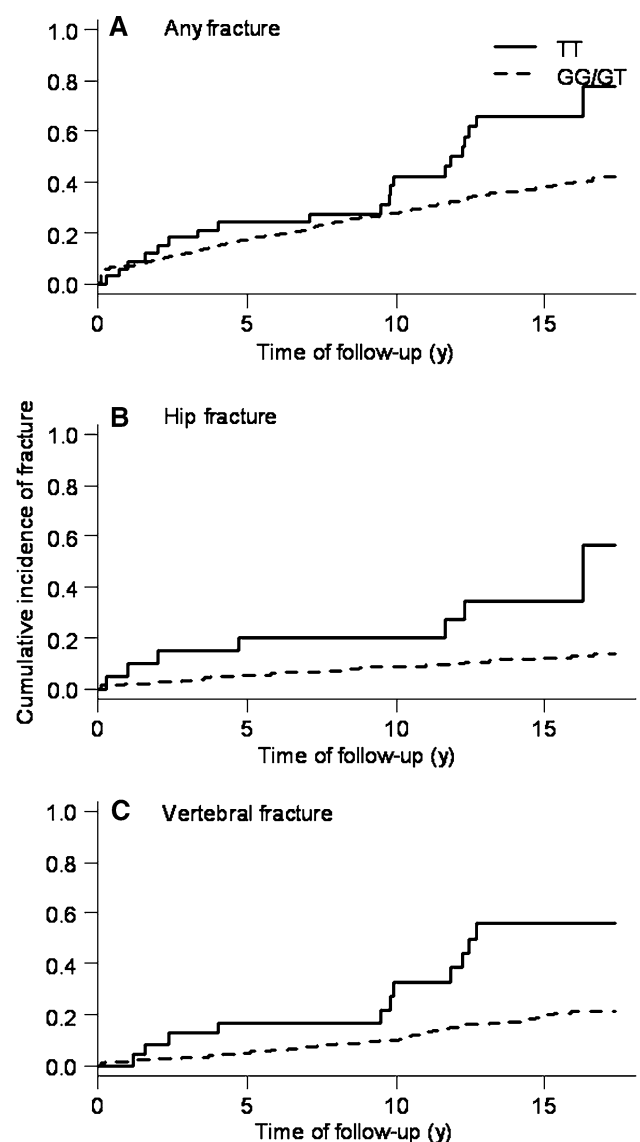 A Any fracture
TT
GG/GT
1.0
0.8
0.6
0.4
0.2
0.0
0 5 10 15
Time of follow-up (y)
Cumulative incidence of fracture
B Hip fracture
1.0
0.8
0.6
0.4
0.2
0.0
0 5 10 15
Time of follow-up (y)
C Vertebral fracture
1.0
0.8
0.6
0.4
0.2
0.0
0 5 10 15
Time of follow-up (y)